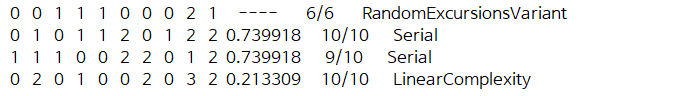 0 0 1 1 1 0 0 0 2 1 ---- 6/6 RandomExcursionsVariant
0 1 0 1 1 2 0 1 2 2 0.739918 10/10 Serial
1 1 1 0 0 2 2 0 1 2 0.739918 9/10 Serial
0 2 0 1 0 0 2 0 3 2 0.213309 10/10 LinearComplexity